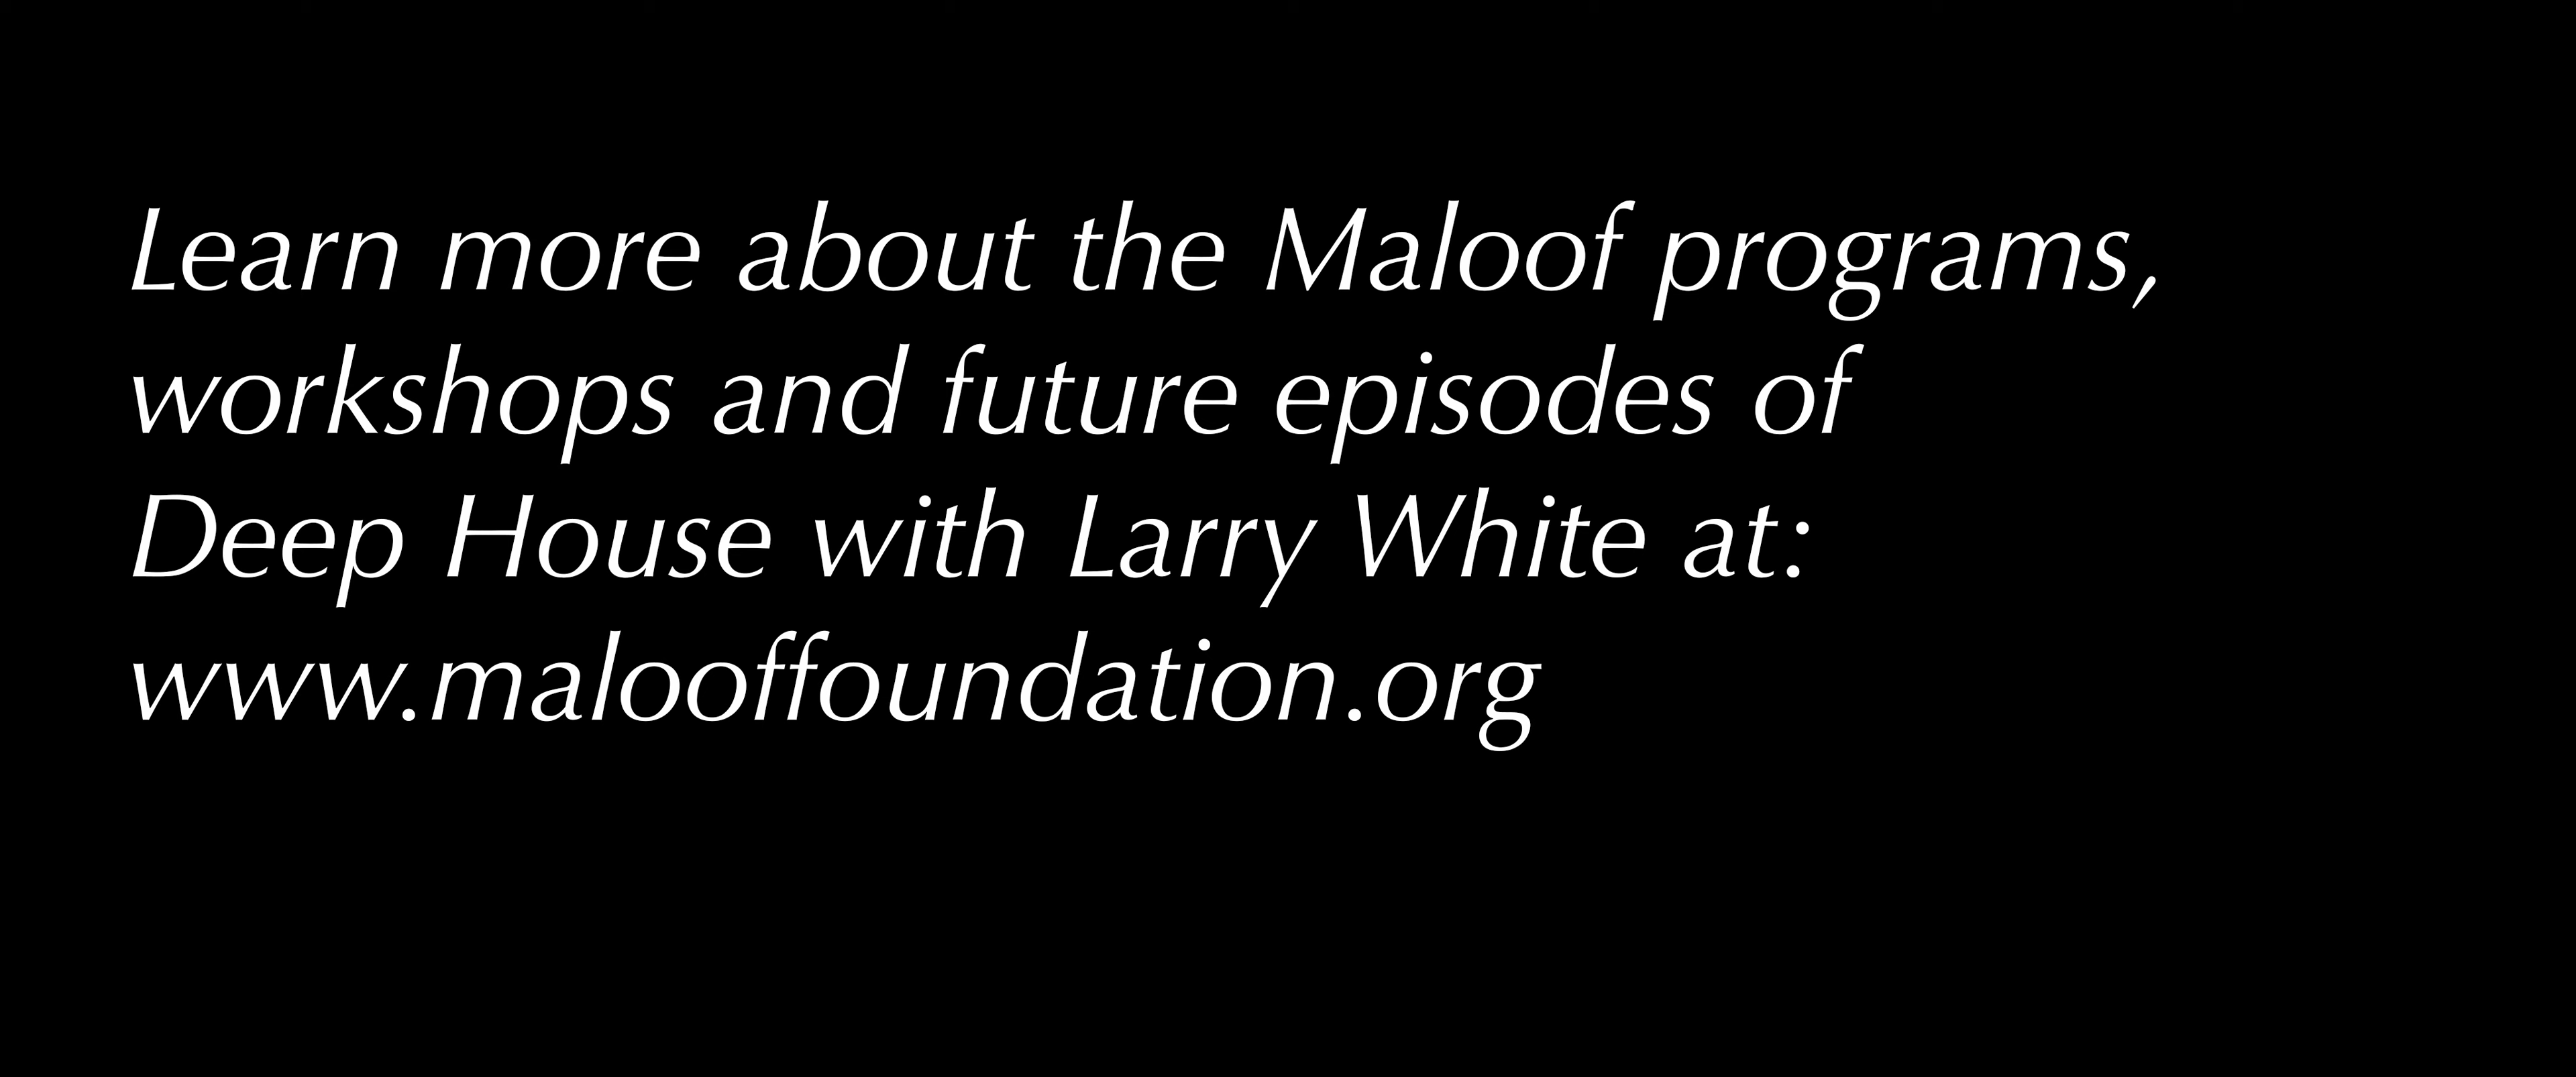 Learn more about the Maloof programs,
workshops and future episodes of
Deep House with Larry White at:
www.malooffoundation.org